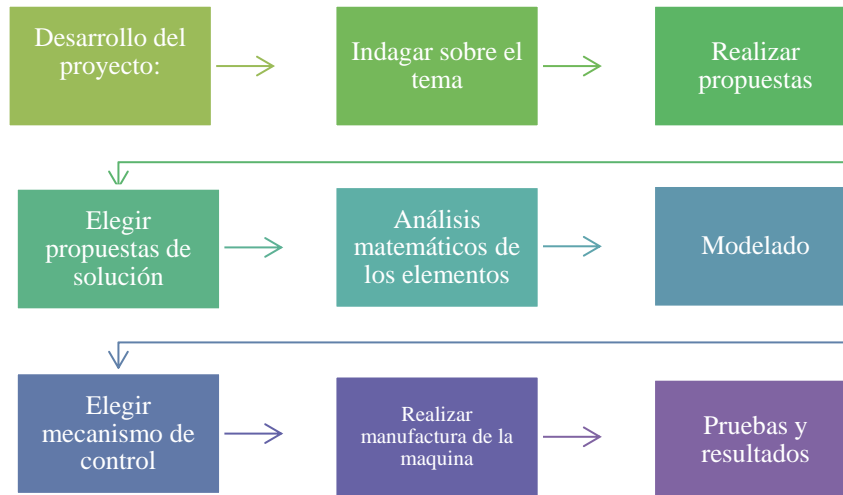 Desarrollo del
proyecto:
Indagar sobre el
tema
Realizar
propuestas
Elegir
propuestas de
solución
Análisis
matemáticos de
los elementos
Modelado
Elegir
mecanismo de
control
Realizar
manufactura de la
maquina
Pruebas y
resultados